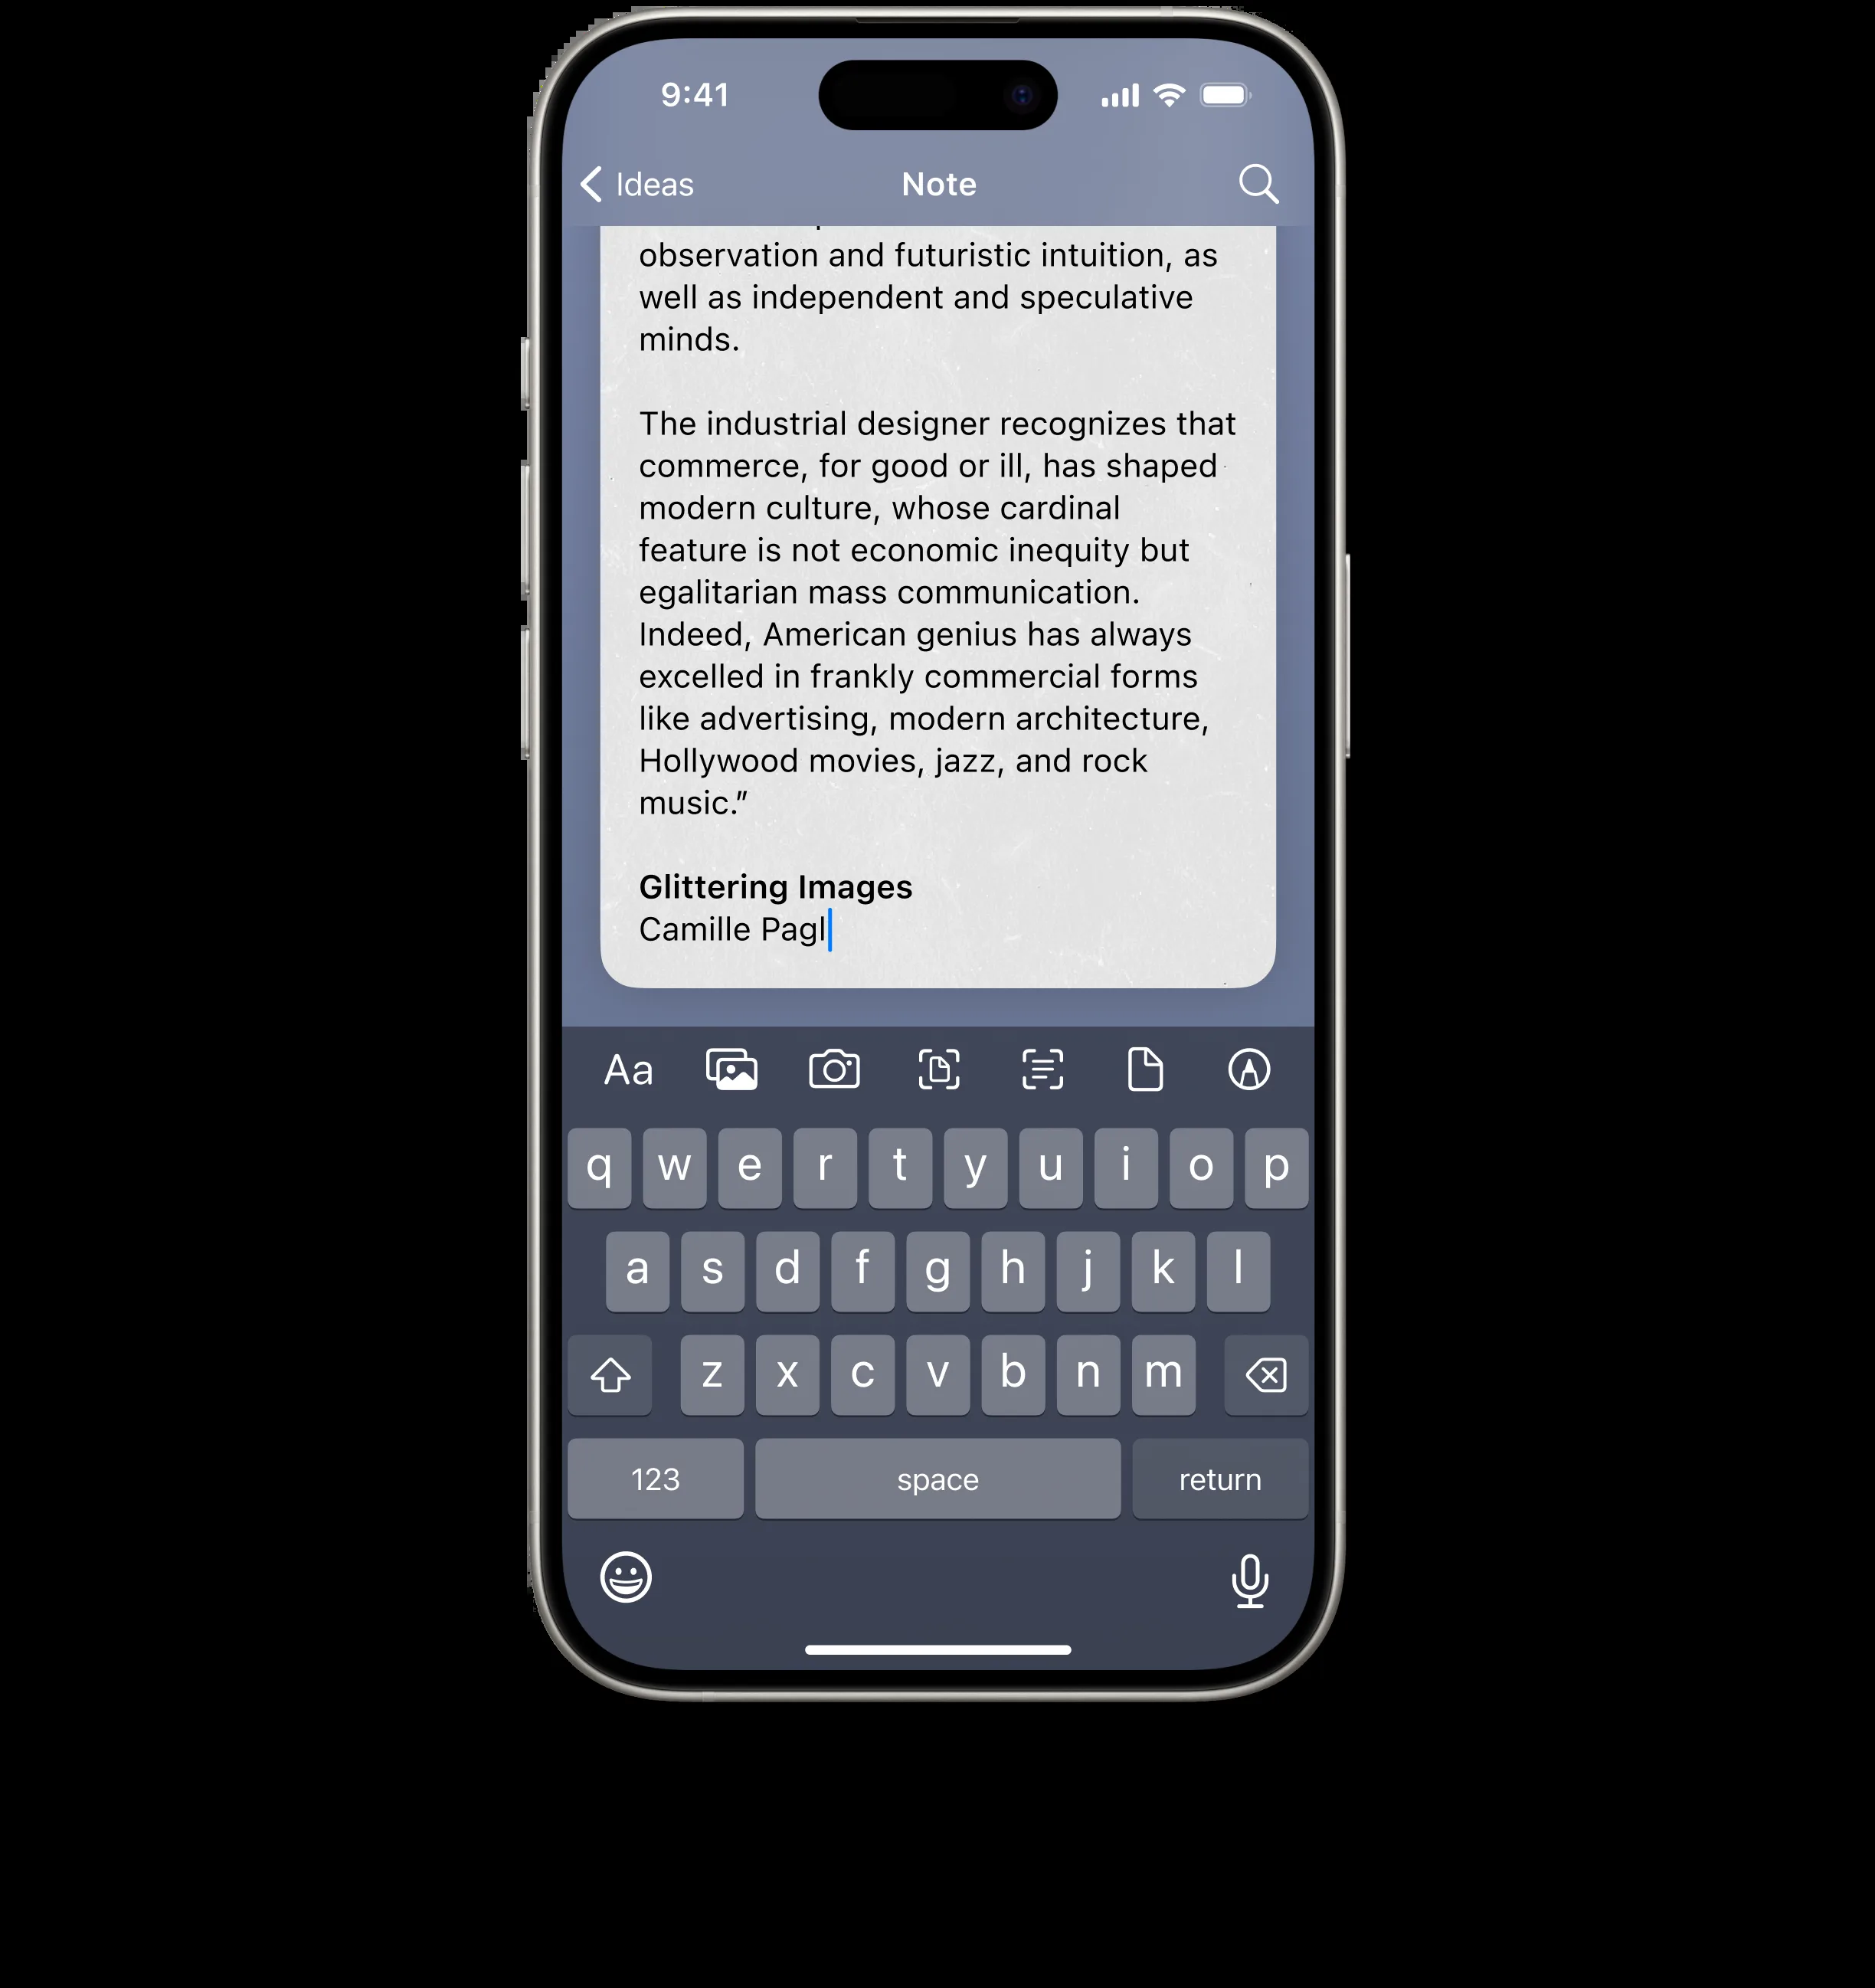 9:41
Ideas
Note
observation and futuristic intuition, as
well as independent and speculative
minds.
The industrial designer recognizes that
commerce, for good or ill, has shaped
modern culture, whose cardinal
feature is not economic inequity but
egalitarian mass communication.
Indeed, American genius has always
excelled in frankly commercial forms
like advertising, modern architecture,
Hollywood movies, jazz, and rock
music.”
Glittering Images
Camille Pagl
Aa
q w e r t y u i o p
a s d f g h j k l
z x c v b n m
123 space return